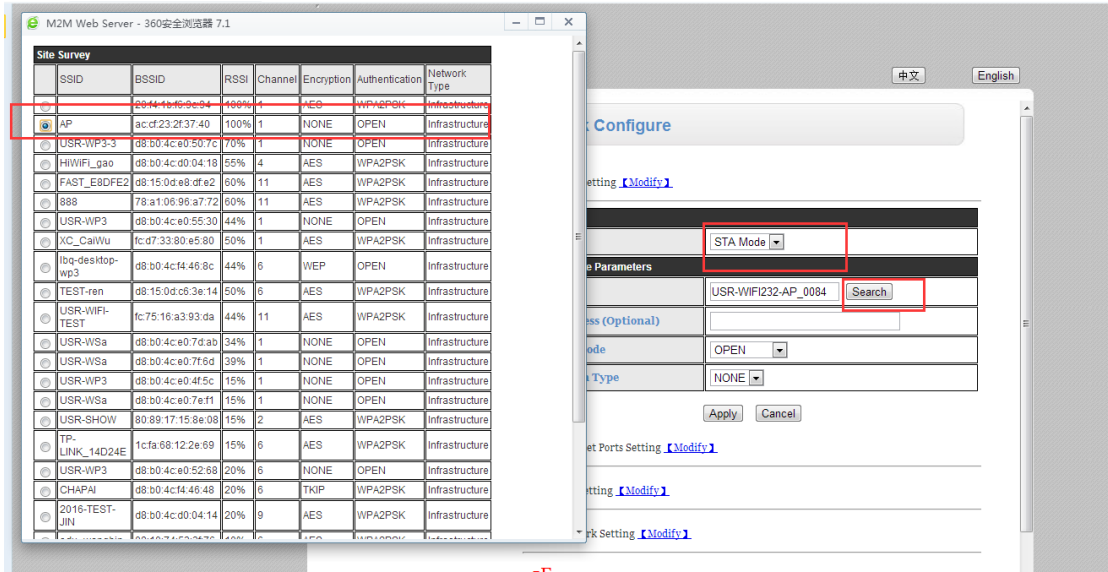 M2M Web Server - 360安全浏览器 7.1
Site Survey
SSID BSSID RSSI Channel Encryption Authentication Network Type
100% 1 AES WPA2PSK Infrastructure
AP ac:cf:23:2f:37:40 100% 1 NONE OPEN Infrastructure
USR-WP3-3 d8:b0:4c:e0:50:7c 70% 1 NONE OPEN Infrastructure
HiWiFi_gao d8:b0:4c:d0:04:18 55% 4 AES WPA2PSK Infrastructure
FAST_E8DFE2 d8:15:0d:e8:df:e2 60% 11 AES WPA2PSK Infrastructure
888 78:a1:06:96:a7:72 60% 11 AES WPA2PSK Infrastructure
USR-WP3 d8:b0:4c:e0:55:30 44% 1 NONE OPEN Infrastructure
XC_CaiWu fc:d7:33:80:e5:80 50% 1 AES WPA2PSK Infrastructure
lbq-desktop-wp3 d8:b0:4c:f4:46:8c 44% 6 WEP OPEN Infrastructure
TEST-ren d8:15:0d:c6:3e:14 50% 6 AES WPA2PSK Infrastructure
USR-WIFI-TEST fc:75:16:a3:93:da 44% 11 AES WPA2PSK Infrastructure
USR-WSa d8:b0:4c:e0:7d:ab 34% 1 NONE OPEN Infrastructure
USR-WSa d8:b0:4c:e0:7f:6d 39% 1 NONE OPEN Infrastructure
USR-WP3 d8:b0:4c:e0:4f:5c 15% 1 NONE OPEN Infrastructure
USR-WSa d8:b0:4c:e0:7e:f1 15% 1 NONE OPEN Infrastructure
USR-SHOW 80:89:17:15:8e:08 15% 2 AES WPA2PSK Infrastructure
TP-LINK_14D24E 1c:fa:68:12:2e:69 15% 6 AES WPA2PSK Infrastructure
USR-WP3 d8:b0:4c:e0:52:68 20% 6 NONE OPEN Infrastructure
CHAPAI d8:b0:4c:f4:46:48 20% 6 TKIP WPA2PSK Infrastructure
2016-TEST-JIN d8:b0:4c:d0:04:14 20% 9 AES WPA2PSK Infrastructure
中文 English
k Configure
etting 【Modify】
STA Mode
e Parameters
USR-WIFI232-AP_0084 Search
ess (Optional)
ode OPEN
n Type NONE
Apply Cancel
et Ports Setting 【Modify】
etting 【Modify】
rk Setting 【Modify】